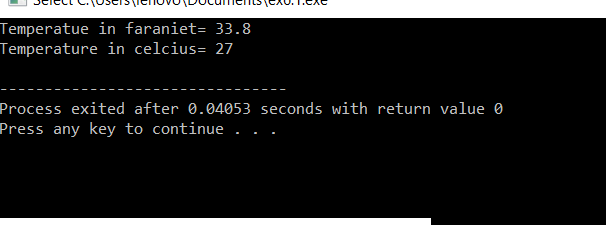 Select C:\Users\lenovo\Documents\ex6.1.exe
Temperatue in faraniet= 33.8
Temperature in celcius= 27
--------------------------------
Process exited after 0.04053 seconds with return value 0
Press any key to continue . . .